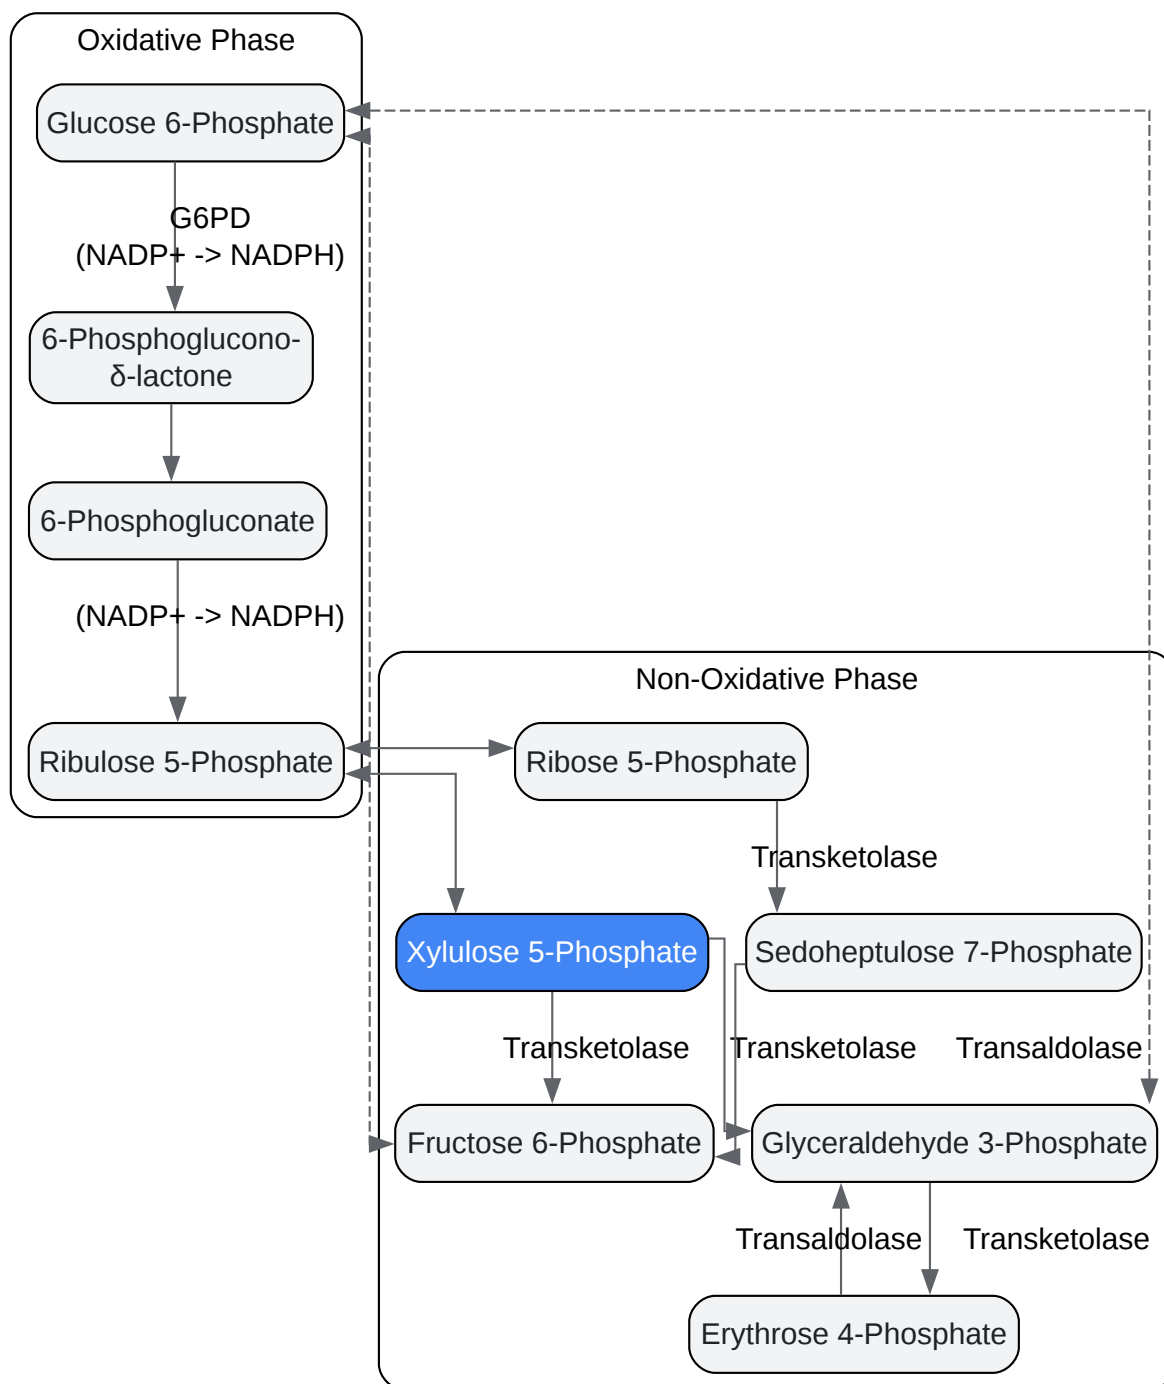 Oxidative Phase
Glucose 6-Phosphate
G6PD
(NADP+ -> NADPH)
6-Phosphoglucono-
δ-lactone
6-Phosphogluconate
(NADP+ -> NADPH)
Non-Oxidative Phase
Ribulose 5-Phosphate
Ribose 5-Phosphate
Transketolase
Xylulose 5-Phosphate
Sedoheptulose 7-Phosphate
Transketolase
Transketolase
Transaldolase
Fructose 6-Phosphate
Glyceraldehyde 3-Phosphate
Transaldolase
Transketolase
Erythrose 4-Phosphate